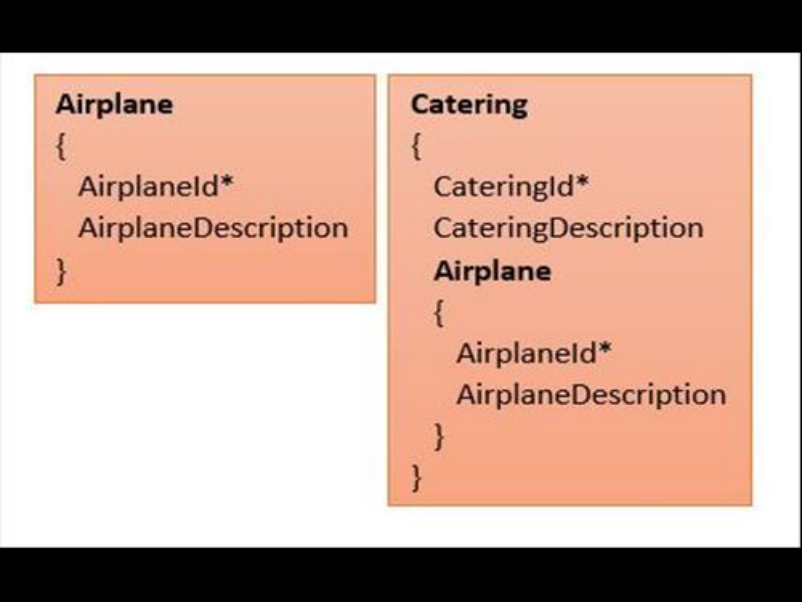 Airplane
{
AirplaneId*
AirplaneDescription
}
Catering
{
CateringId*
CateringDescription
Airplane
{
AirplaneId*
AirplaneDescription
}
}